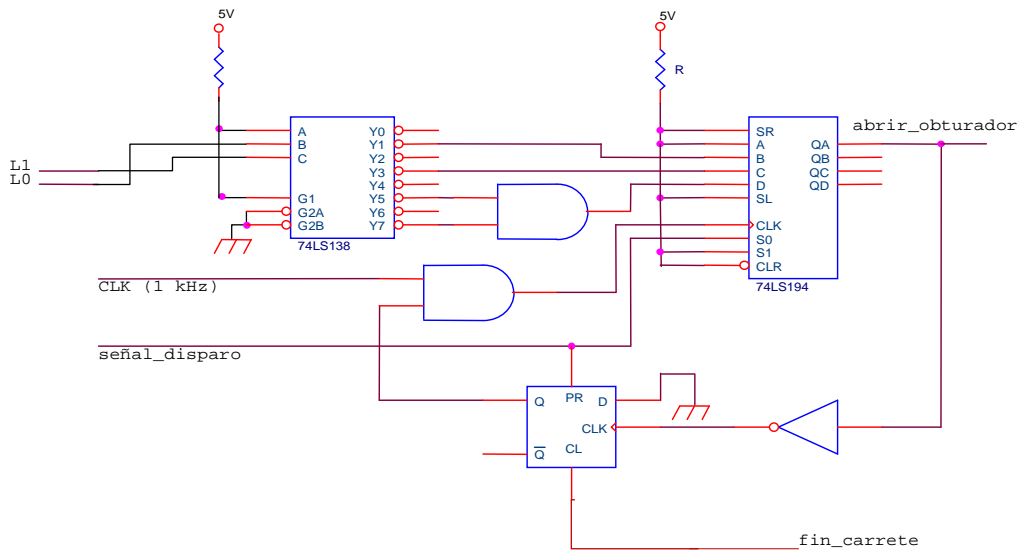 5V
5V
R
abrir_obturador
L1
L0
A
B
C
G1
G2A
G2B
Y0
Y1
Y2
Y3
Y4
Y5
Y6
Y7
74LS138
SR
A
B
C
D
SL
CLK
S0
S1
CLR
QA
QB
QC
QD
74LS194
CLK (1 kHz)
señal_disparo
Q
PR
D
CLK
Q
CL
fin_carrete